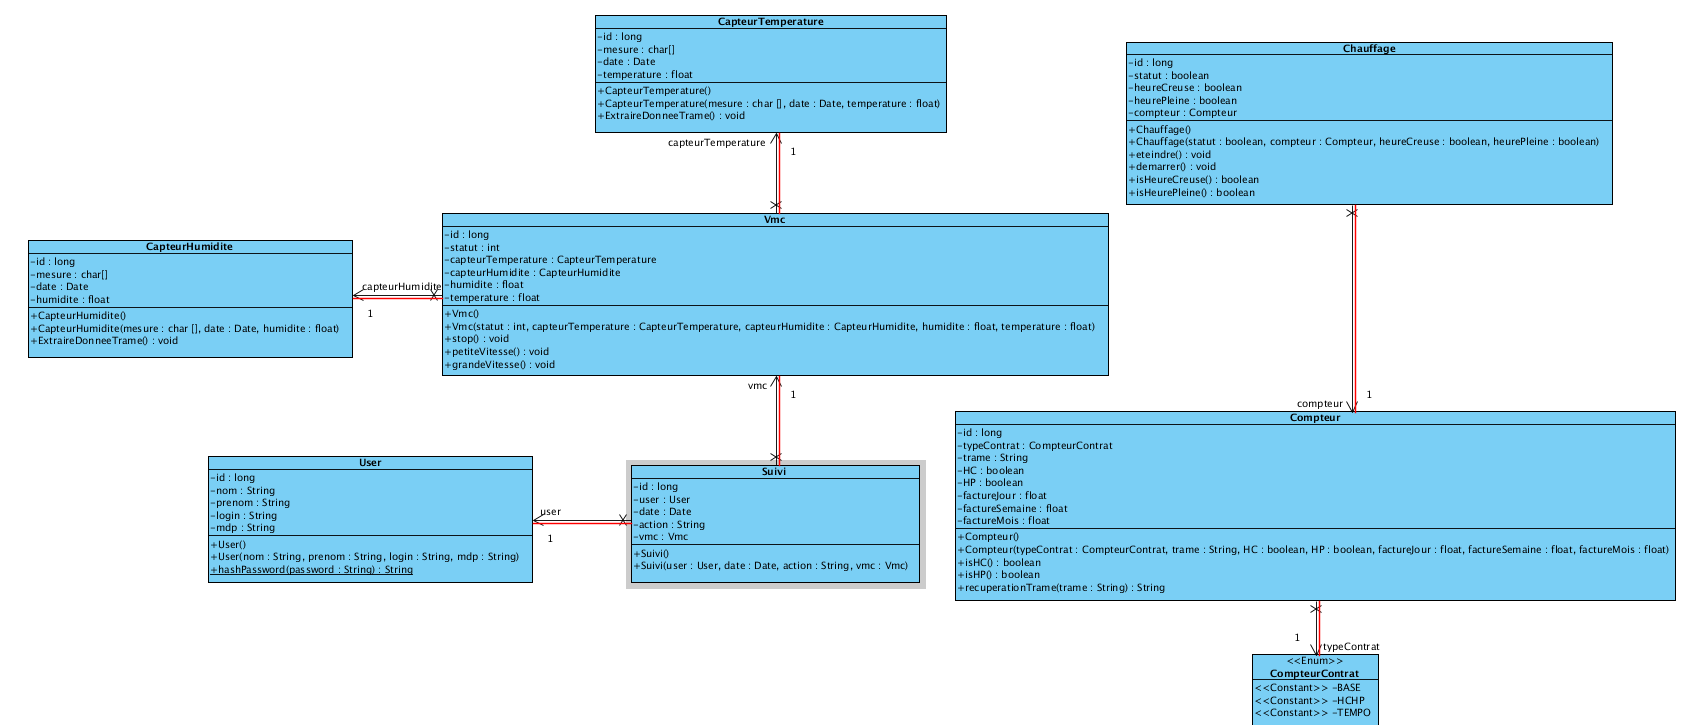 CapteurTemperature
-id : long
-mesure : char[]
-date : Date
-temperature : float
+CapteurTemperature()
+CapteurTemperature(mesure : char [], date : Date, temperature : float)
+ExtraireDonneeTrame() : void
capteurTemperature
1
Chauffage
-id : long
-statut : boolean
-heureCreuse : boolean
-heurePleine : boolean
-compteur : Compteur
+Chauffage()
+Chauffage(statut : boolean, compteur : Compteur, heureCreuse : boolean, heurePleine : boolean)
+eteindre() : void
+demarrer() : void
+isHeureCreuse() : boolean
+isHeurePleine() : boolean
CapteurHumidite
-id : long
-mesure : char[]
-date : Date
-humidite : float
+CapteurHumidite()
+CapteurHumidite(mesure : char [], date : Date, humidite : float)
+ExtraireDonneeTrame() : void
capteurHumidite
1
Vmc
-id : long
-statut : int
-capteurTemperature : CapteurTemperature
-capteurHumidite : CapteurHumidite
-humidite : float
-temperature : float
+Vmc()
+Vmc(statut : int, capteurTemperature : CapteurTemperature, capteurHumidite : CapteurHumidite, humidite : float, temperature : float)
+stop() : void
+petiteVitesse() : void
+grandeVitesse() : void
vmc
1
compteur
1
User
-id : long
-nom : String
-prenom : String
-login : String
-mdp : String
+User()
+User(nom : String, prenom : String, login : String, mdp : String)
+hashPassword(password : String) : String
user
1
Suivi
-id : long
-user : User
-date : Date
-action : String
-vmc : Vmc
+Suivi()
+Suivi(user : User, date : Date, action : String, vmc : Vmc)
Compteur
-id : long
-typeContrat : CompteurContrat
-trame : String
-HC : boolean
-HP : boolean
-factureJour : float
-factureSemaine : float
-factureMois : float
+Compteur()
+Compteur(typeContrat : CompteurContrat, trame : String, HC : boolean, HP : boolean, factureJour : float, factureSemaine : float, factureMois : float)
+isHC() : boolean
+isHP() : boolean
+recuperationTrame(trame : String) : String
1
typeContrat
<<Enum>>
CompteurContrat
<<Constant>> -BASE
<<Constant>> -HCHP
<<Constant>> -TEMPO